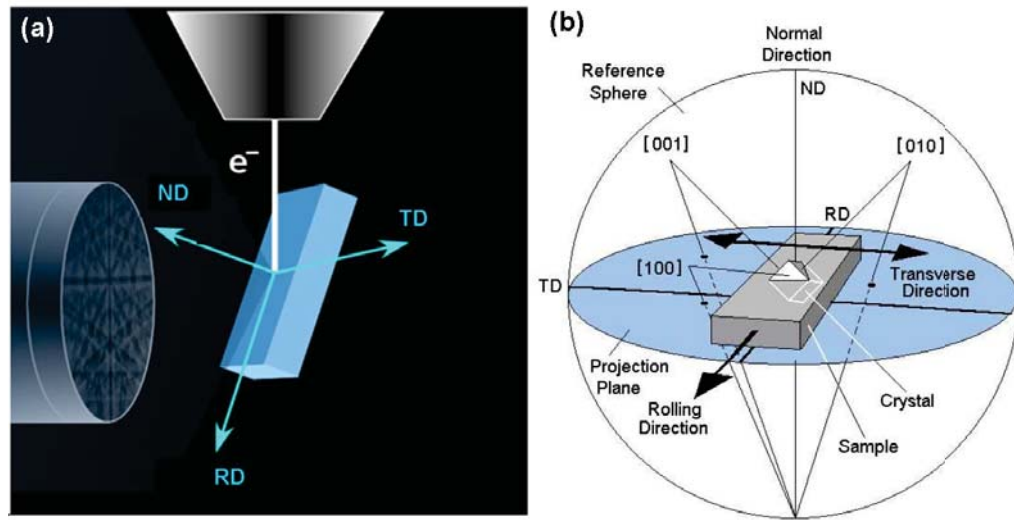 (a)
e⁻
ND
TD
RD
(b)
Normal
Direction
ND
Reference
Sphere
[001]
[010]
RD
[100]
Transverse
Direction
TD
Projection
Plane
Rolling
Direction
Crystal
Sample